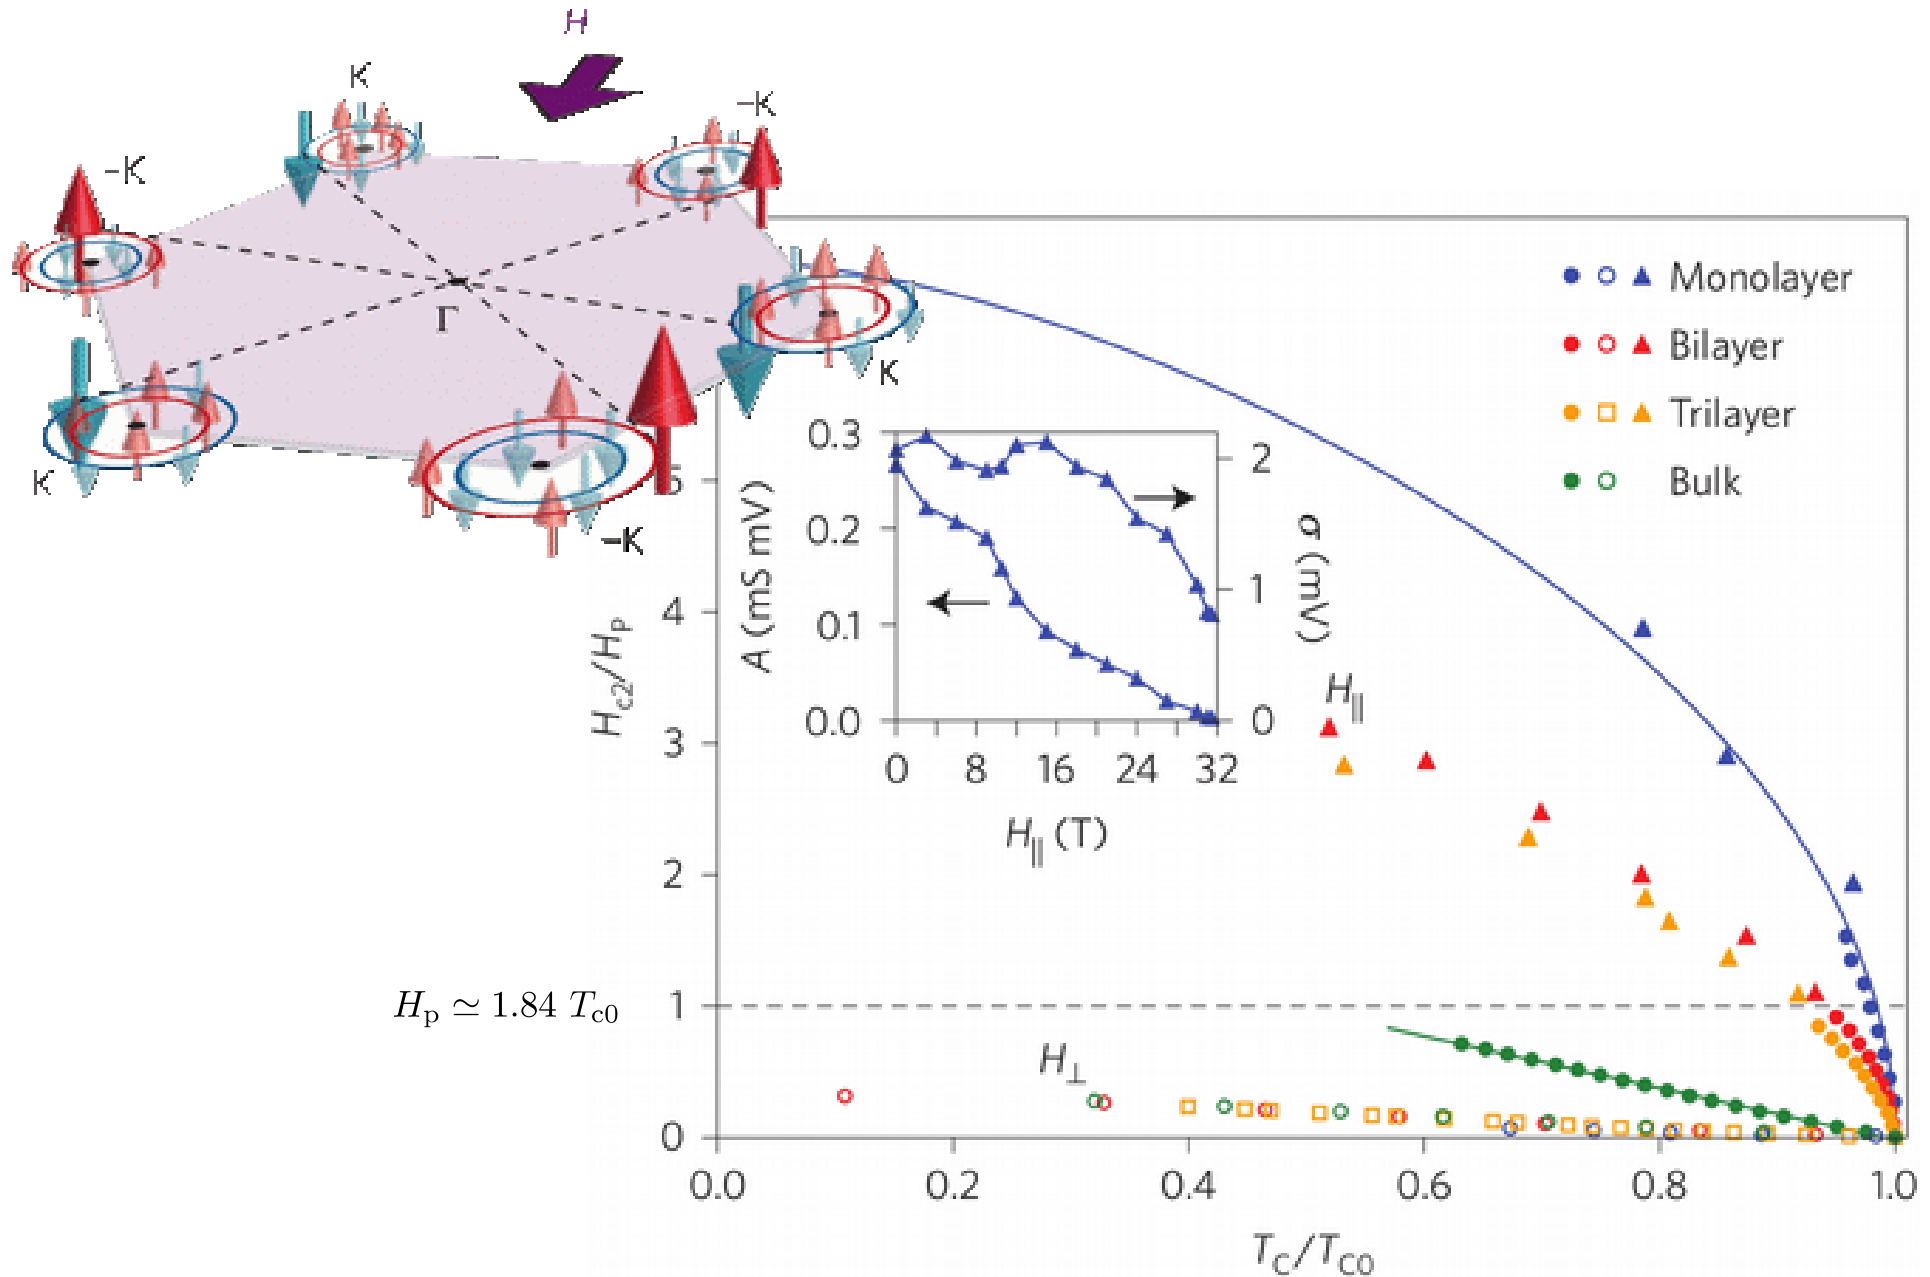 H
K
-K
-K
Γ
K
K
-K
Monolayer
Bilayer
Trilayer
Bulk
0.3
0.2
0.1
0.0
A (mS mV)
2
1
0
σ (mV)
0 8 16 24 32
H∥ (T)
H∥
H⊥
5
4
3
2
1
0
Hc2/Hp
Hp ≃ 1.84 Tc0
0.0 0.2 0.4 0.6 0.8 1.0
TC/TC0